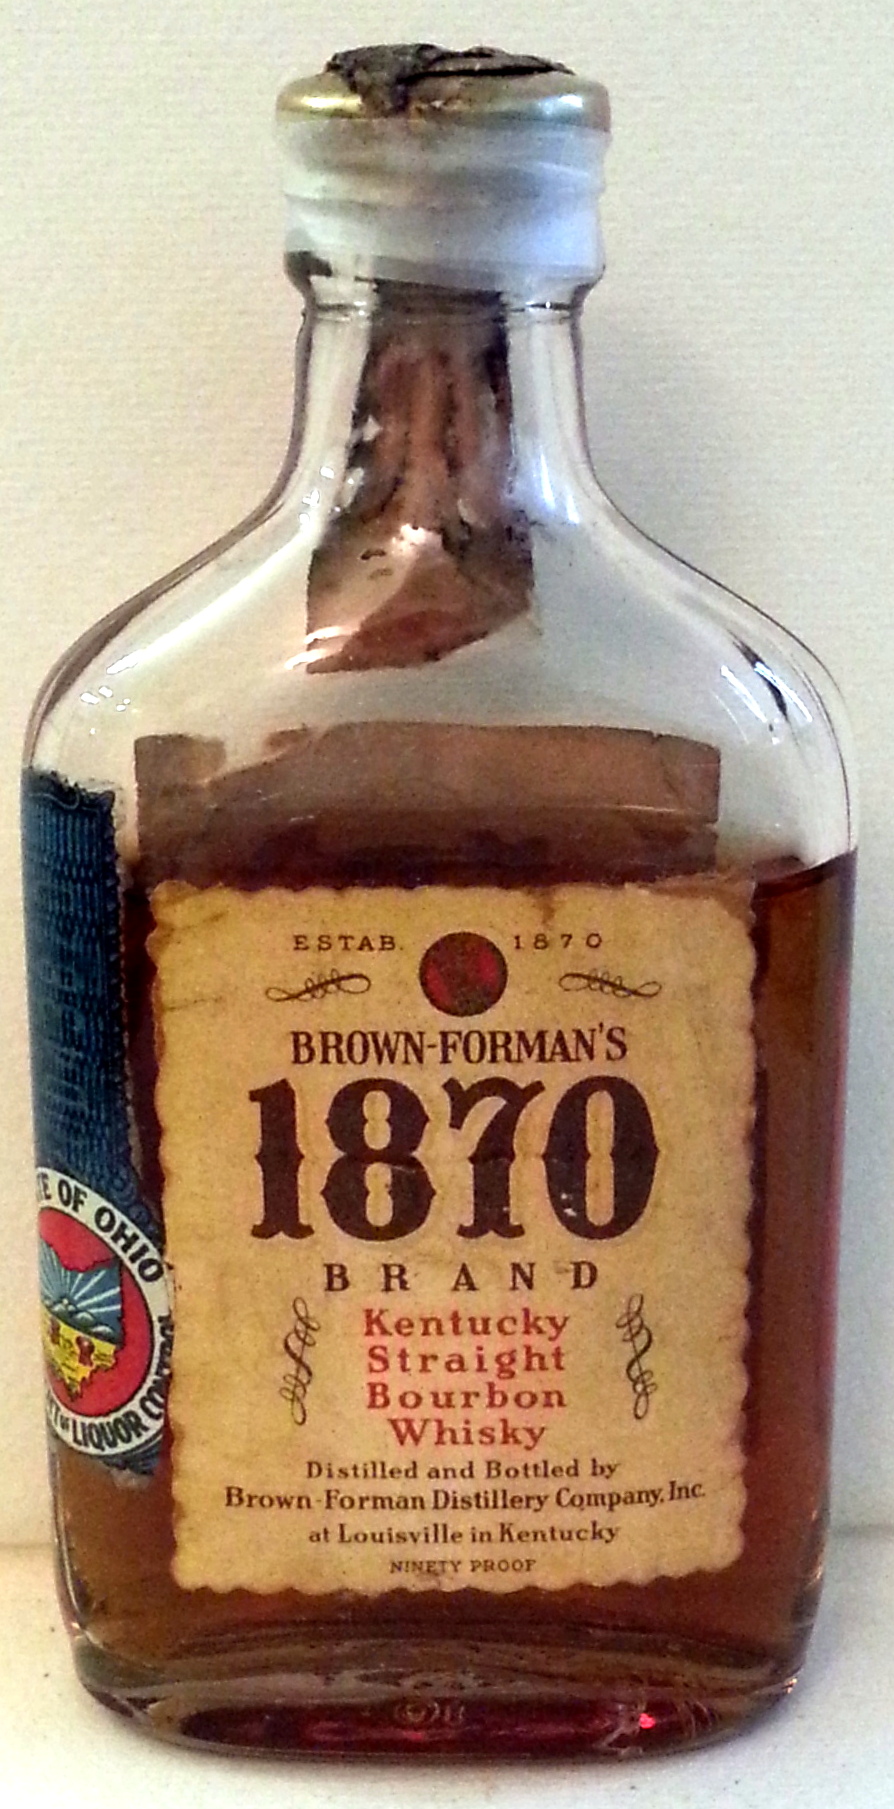 ESTAB. 1870
BROWN-FORMAN'S
1870
BRAND
Kentucky
Straight
Bourbon
Whisky
Distilled and Bottled by
Brown-Forman Distillery Company, Inc.
at Louisville in Kentucky
NINETY PROOF
OF OHIO
LIQUOR